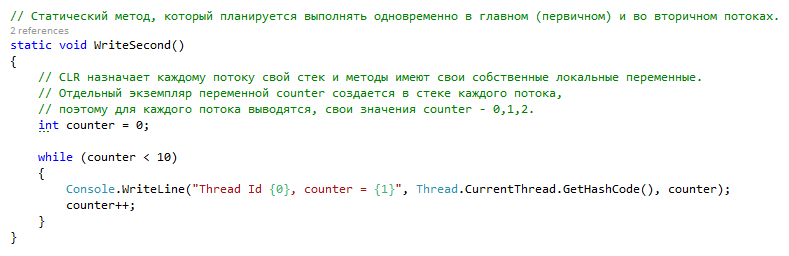 // Статический метод, который планируется выполнять одновременно в главном (первичном) и во вторичном потоках.
2 references
static void WriteSecond()
{
// CLR назначает каждому потоку свой стек и методы имеют свои собственные локальные переменные.
// Отдельный экземпляр переменной counter создается в стеке каждого потока,
// поэтому для каждого потока выводятся, свои значения counter - 0,1,2.
int counter = 0;
while (counter < 10)
{
Console.WriteLine("Thread Id {0}, counter = {1}", Thread.CurrentThread.GetHashCode(), counter);
counter++;
}
}